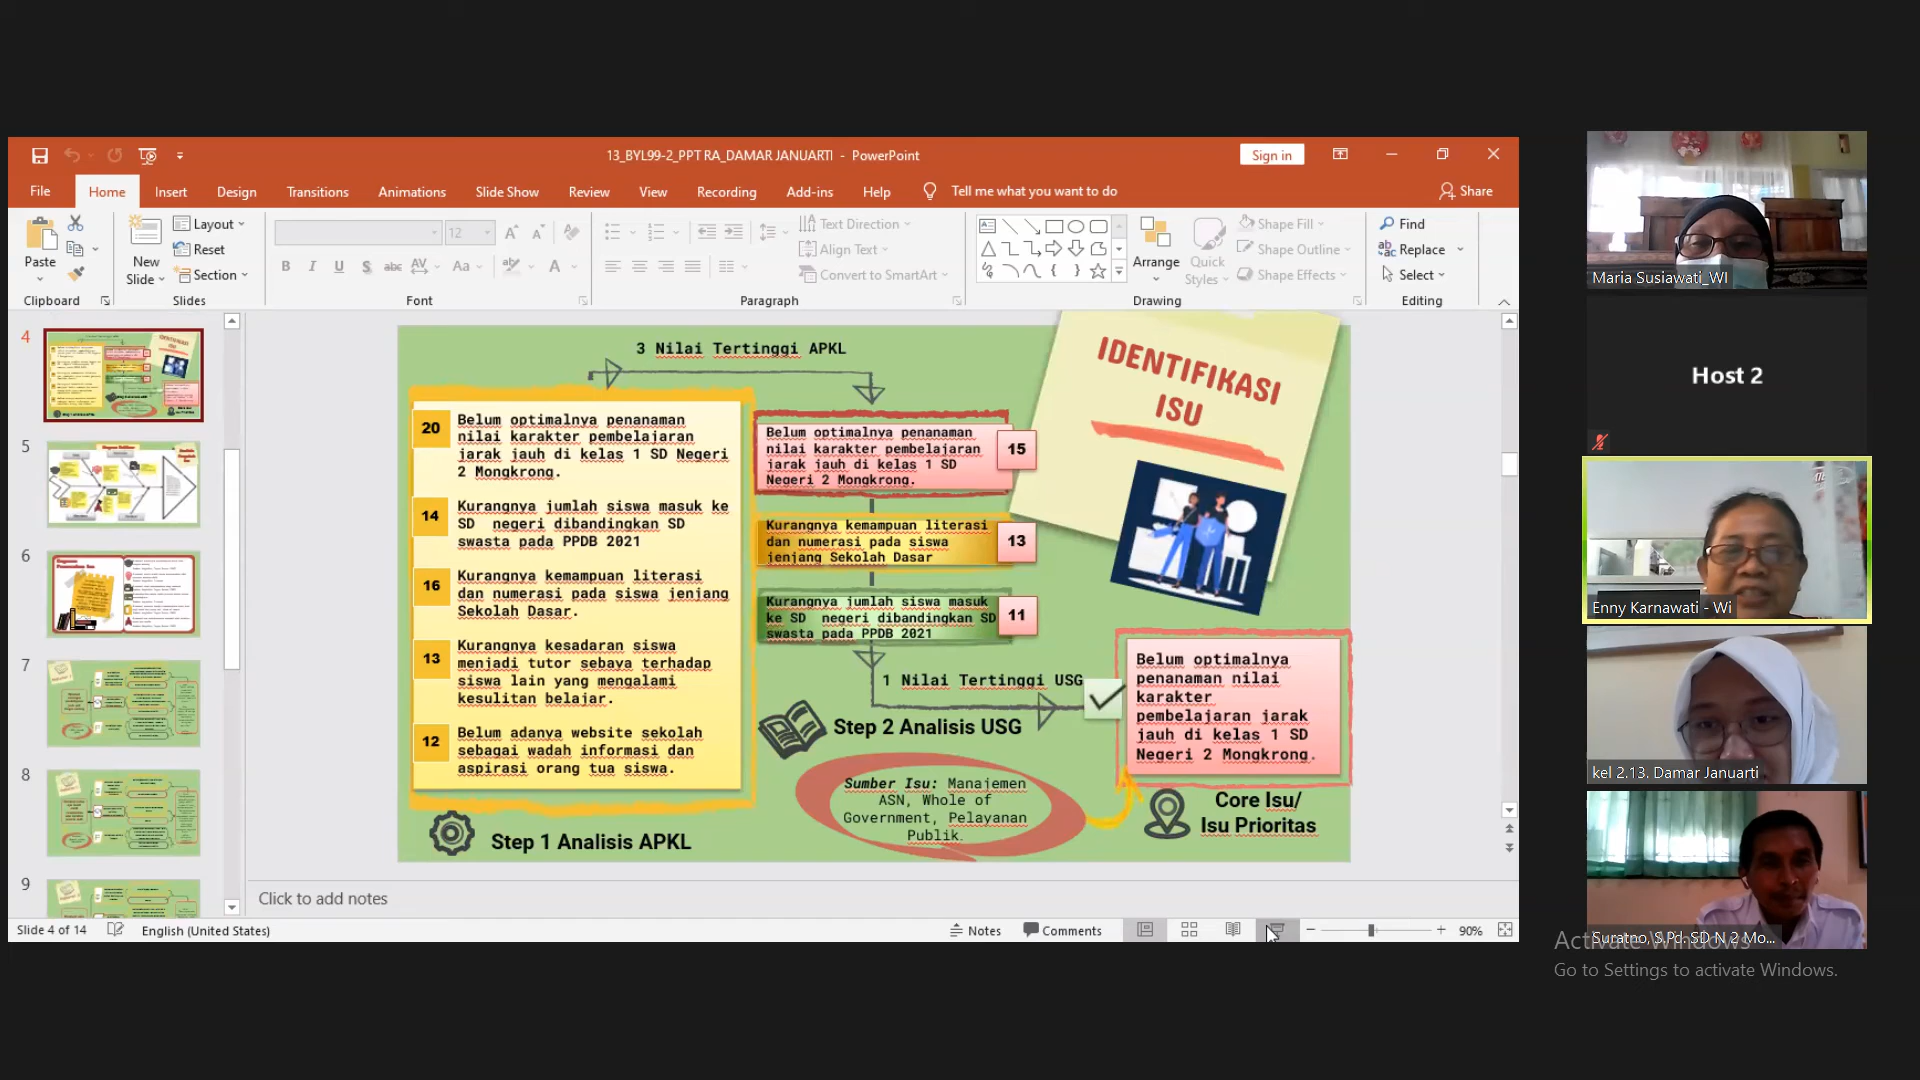 13_BYL99-2_PPT RA_DAMAR JANUARTI - PowerPoint
Sign in
File Home Insert Design Transitions Animations Slide Show Review View Recording Add-ins Help Tell me what you want to do Share
Paste
New Slide
Layout
Reset
Section
12
Text Direction
Align Text
Convert to SmartArt
Arrange
Quick Styles
Shape Fill
Shape Outline
Shape Effects
Find
Replace
Select
Clipboard Slides Font Paragraph Drawing Editing
4
5
6
7
8
9
3 Nilai Tertinggi APKL
IDENTIFIKASI
ISU
20
Belum optimalnya penanaman
nilai karakter pembelajaran
jarak jauh di kelas 1 SD Negeri
2 Mongkrong.
14
Kurangnya jumlah siswa masuk ke
SD negeri dibandingkan SD
swasta pada PPDB 2021
16
Kurangnya kemampuan literasi
dan numerasi pada siswa jenjang
Sekolah Dasar.
13
Kurangnya kesadaran siswa
menjadi tutor sebaya terhadap
siswa lain yang mengalami
kesulitan belajar.
12
Belum adanya website sekolah
sebagai wadah informasi dan
aspirasi orang tua siswa.
Step 1 Analisis APKL
Belum optimalnya penanaman
nilai karakter pembelajaran
jarak jauh di kelas 1 SD
Negeri 2 Mongkrong.
15
Kurangnya kemampuan literasi
dan numerasi pada siswa
jenjang Sekolah Dasar
13
Kurangnya jumlah siswa masuk
ke SD negeri dibandingkan SD
swasta pada PPDB 2021
11
1 Nilai Tertinggi USG
Step 2 Analisis USG
Sumber Isu: Manajemen
ASN, Whole of
Government, Pelayanan
Publik.
Belum optimalnya
penanaman nilai
karakter
pembelajaran jarak
jauh di kelas 1 SD
Negeri 2 Mongkrong.
Core Isu/
Isu Prioritas
Click to add notes
Slide 4 of 14 English (United States) Notes Comments 90%
Maria Susiawati_WI
Host 2
Enny Karnawati - Wi
kel 2.13. Damar Januarti
Suratno, S.Pd. SD N 2 Mo...
Activate Windows
Go to Settings to activate Windows.